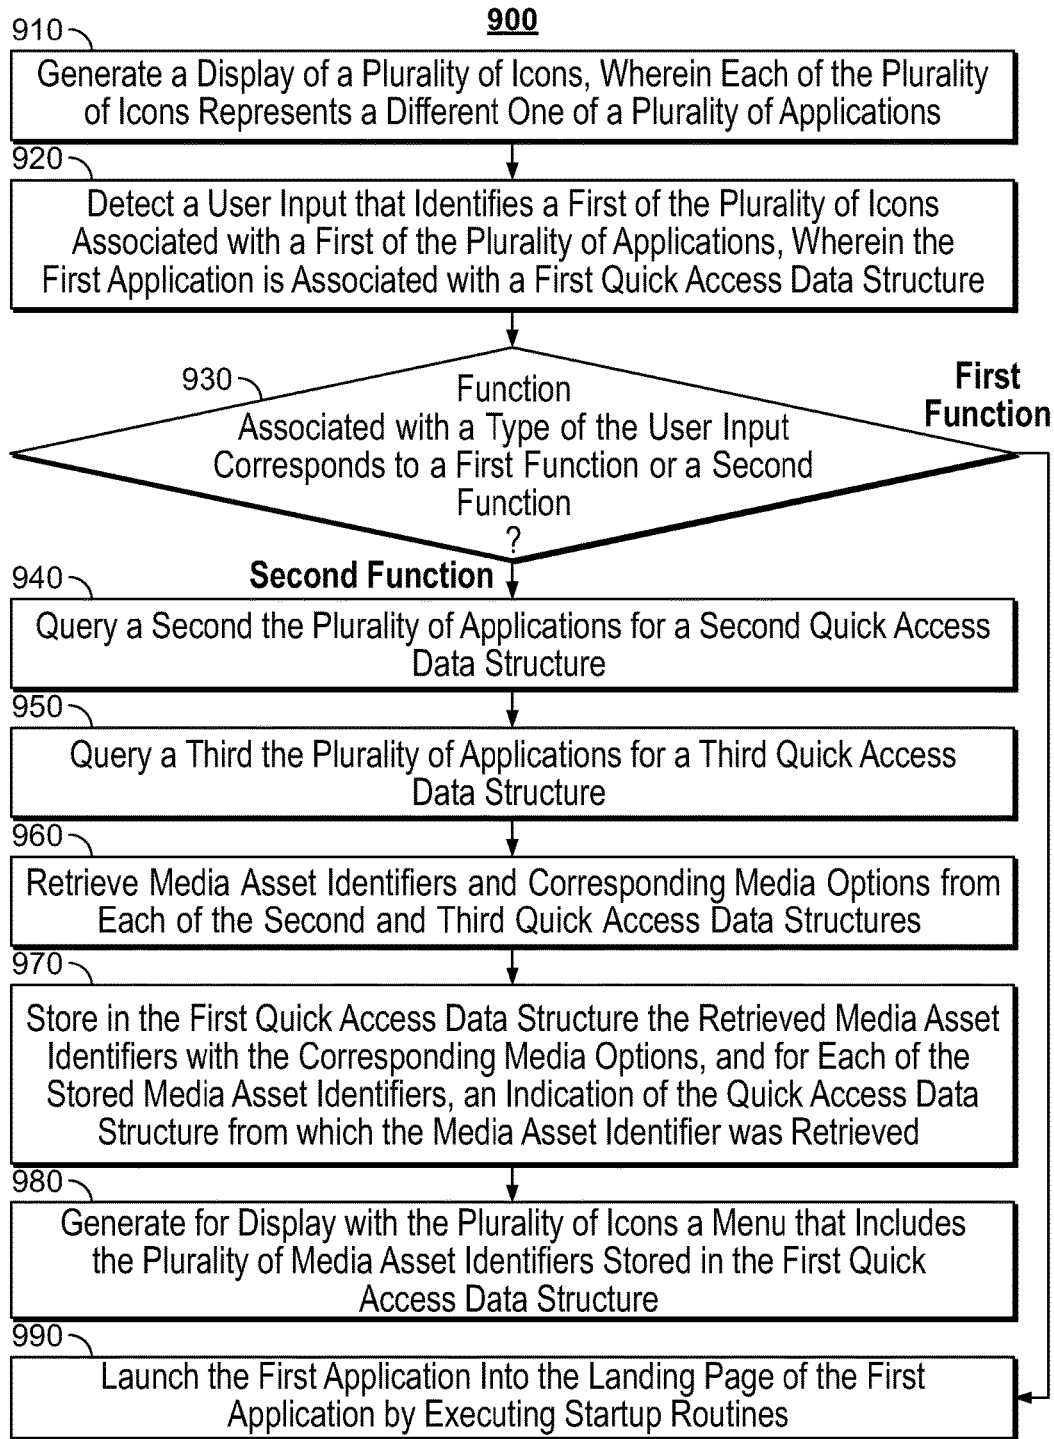 900
910
Generate a Display of a Plurality of Icons, Wherein Each of the Plurality
of Icons Represents a Different One of a Plurality of Applications
920
Detect a User Input that Identifies a First of the Plurality of Icons
Associated with a First of the Plurality of Applications, Wherein the
First Application is Associated with a First Quick Access Data Structure
930
Function
Associated with a Type of the User Input
Corresponds to a First Function or a Second
Function
?
First
Function
Second Function
940
Query a Second the Plurality of Applications for a Second Quick Access
Data Structure
950
Query a Third the Plurality of Applications for a Third Quick Access
Data Structure
960
Retrieve Media Asset Identifiers and Corresponding Media Options from
Each of the Second and Third Quick Access Data Structures
970
Store in the First Quick Access Data Structure the Retrieved Media Asset
Identifiers with the Corresponding Media Options, and for Each of the
Stored Media Asset Identifiers, an Indication of the Quick Access Data
Structure from which the Media Asset Identifier was Retrieved
980
Generate for Display with the Plurality of Icons a Menu that Includes
the Plurality of Media Asset Identifiers Stored in the First Quick
Access Data Structure
990
Launch the First Application Into the Landing Page of the First
Application by Executing Startup Routines